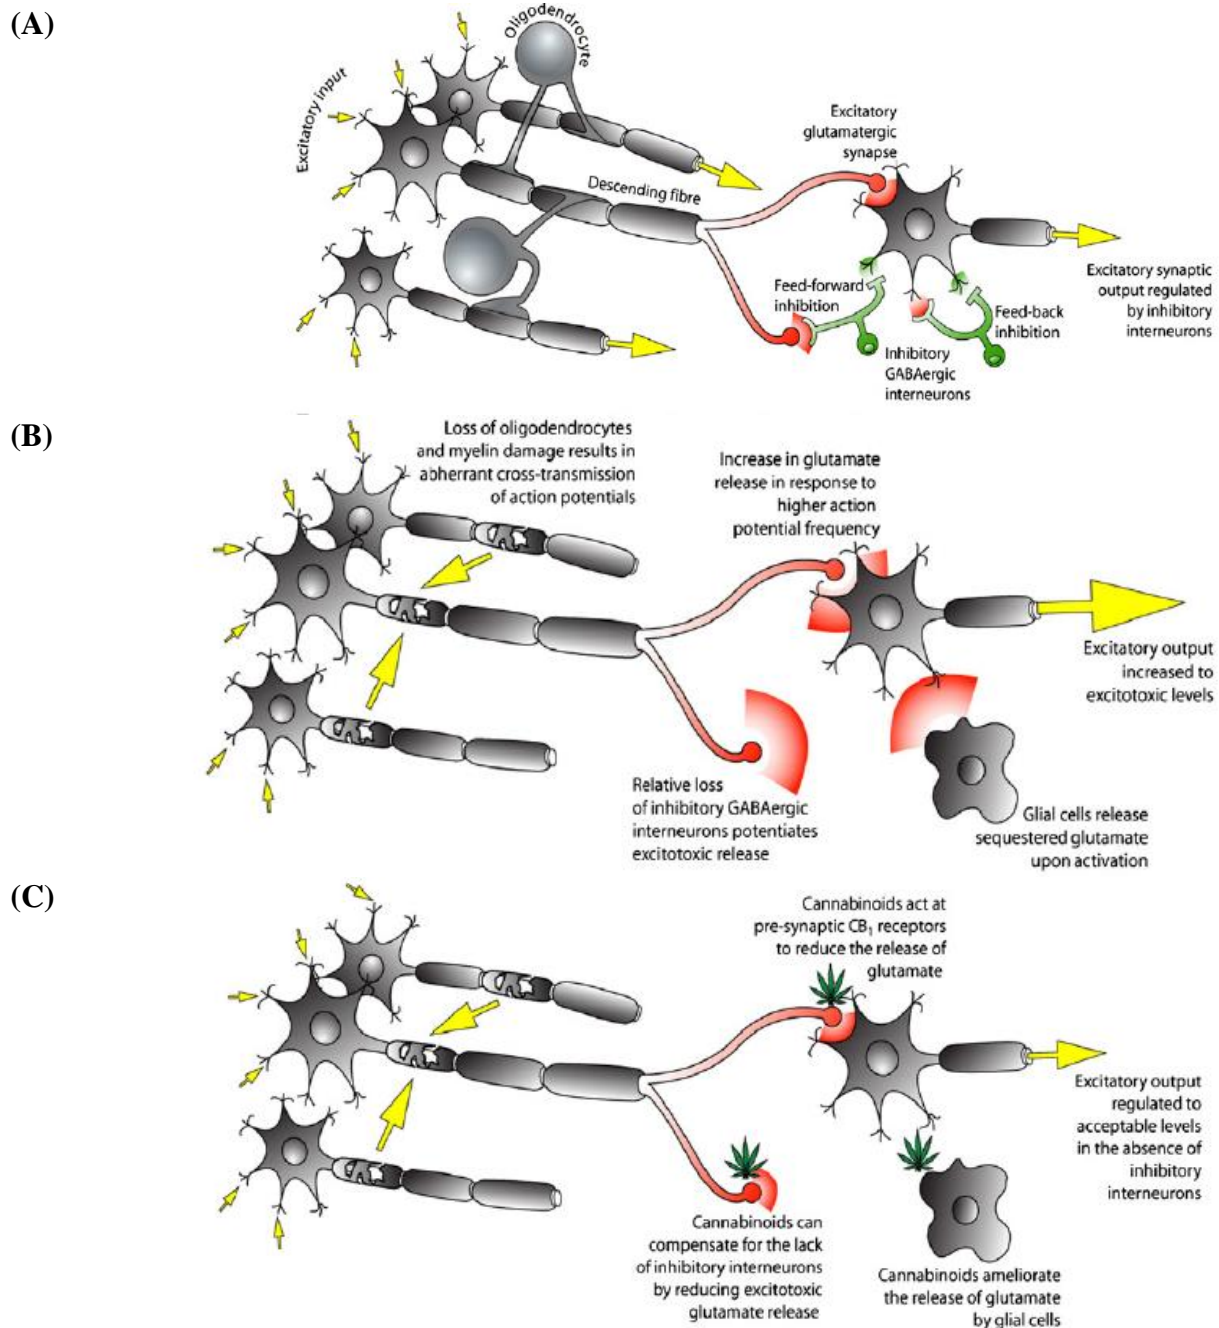 (A)
Oligodendrocyte
Excitatory input
Excitatory
glutamatergic
synapse
Descending fibre
Feed-forward
inhibition
Feed-back
inhibition
Inhibitory
GABAergic
interneurons
Excitatory synaptic
output regulated
by inhibitory
interneurons
(B)
Loss of oligodendrocytes
and myelin damage results in
abherrant cross-transmission
of action potentials
Increase in glutamate
release in response to
higher action
potential frequency
Excitatory output
increased to
excitotoxic levels
Relative loss
of inhibitory GABAergic
interneurons potentiates
excitotoxic release
Glial cells release
sequestered glutamate
upon activation
(C)
Cannabinoids act at
pre-synaptic CB₁ receptors
to reduce the release of
glutamate
Excitatory output
regulated to
acceptable levels
in the absence of
inhibitory
interneurons
Cannabinoids can
compensate for the lack
of inhibitory interneurons
by reducing excitotoxic
glutamate release
Cannabinoids ameliorate
the release of glutamate
by glial cells